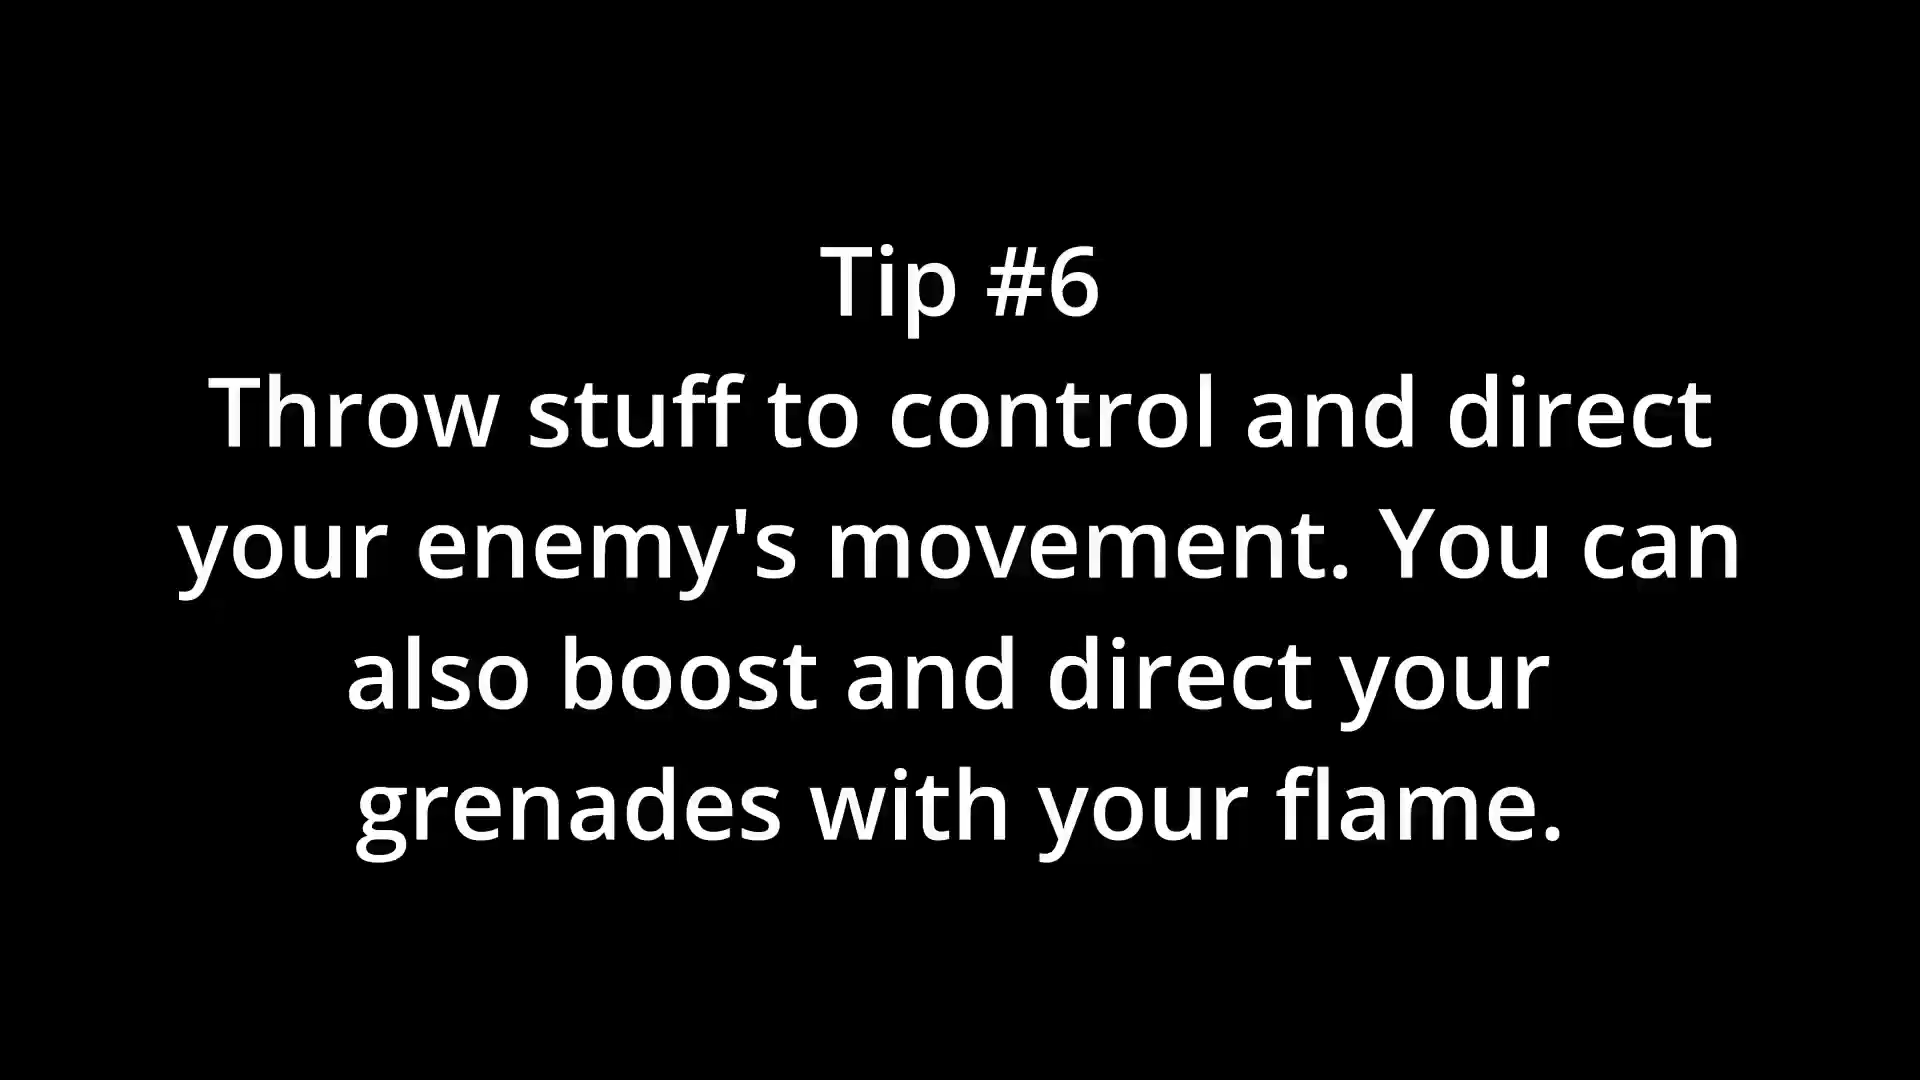 Tip #6
Throw stuff to control and direct
your enemy's movement. You can
also boost and direct your
grenades with your flame.